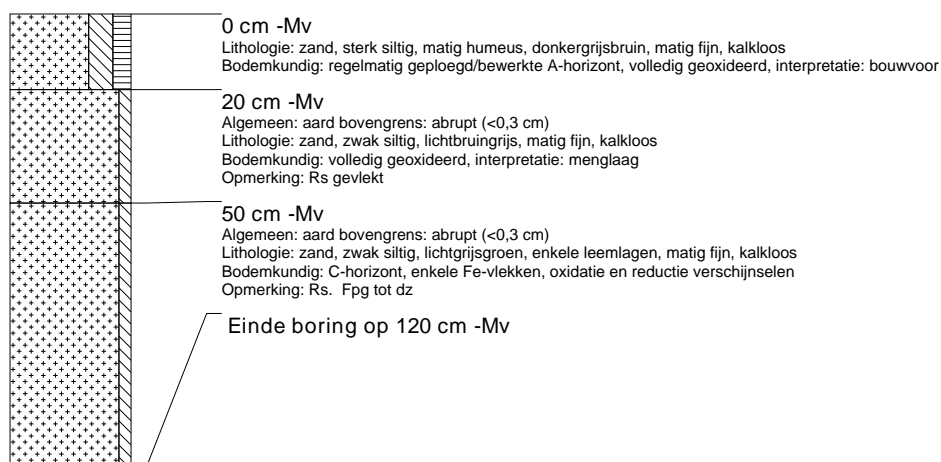 0 cm -Mv
Lithologie: zand, sterk siltig, matig humeus, donkergrijsbruin, matig fijn, kalkloos
Bodemkundig: regelmatig geploegd/bewerkte A-horizont, volledig geoxideerd, interpretatie: bouwvoor
20 cm -Mv
Algemeen: aard bovengrens: abrupt (<0,3 cm)
Lithologie: zand, zwak siltig, lichtbruingrijs, matig fijn, kalkloos
Bodemkundig: volledig geoxideerd, interpretatie: menglaag
Opmerking: Rs gevlekt
50 cm -Mv
Algemeen: aard bovengrens: abrupt (<0,3 cm)
Lithologie: zand, zwak siltig, lichtgrijsgroen, enkele leemlagen, matig fijn, kalkloos
Bodemkundig: C-horizont, enkele Fe-vlekken, oxidatie en reductie verschijnselen
Opmerking: Rs. Fpg tot dz
Einde boring op 120 cm -Mv